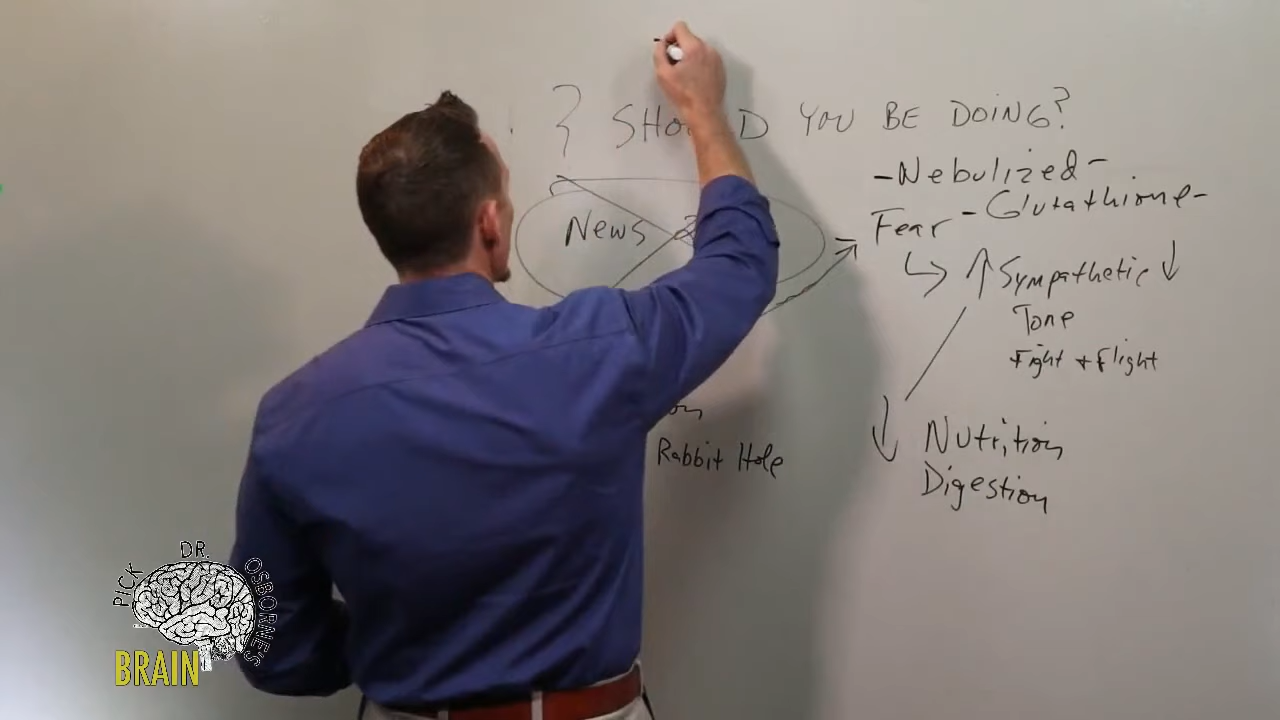 YOU BE DOING?
-Nebulized-
-Glutathione-
News
Fear
↳ ↑ Sympathetic ↓
Tone
Fight + Flight
↓ Nutrition
Digestion
Rabbit Hole
PICK DR. OSBORNE'S
BRAIN